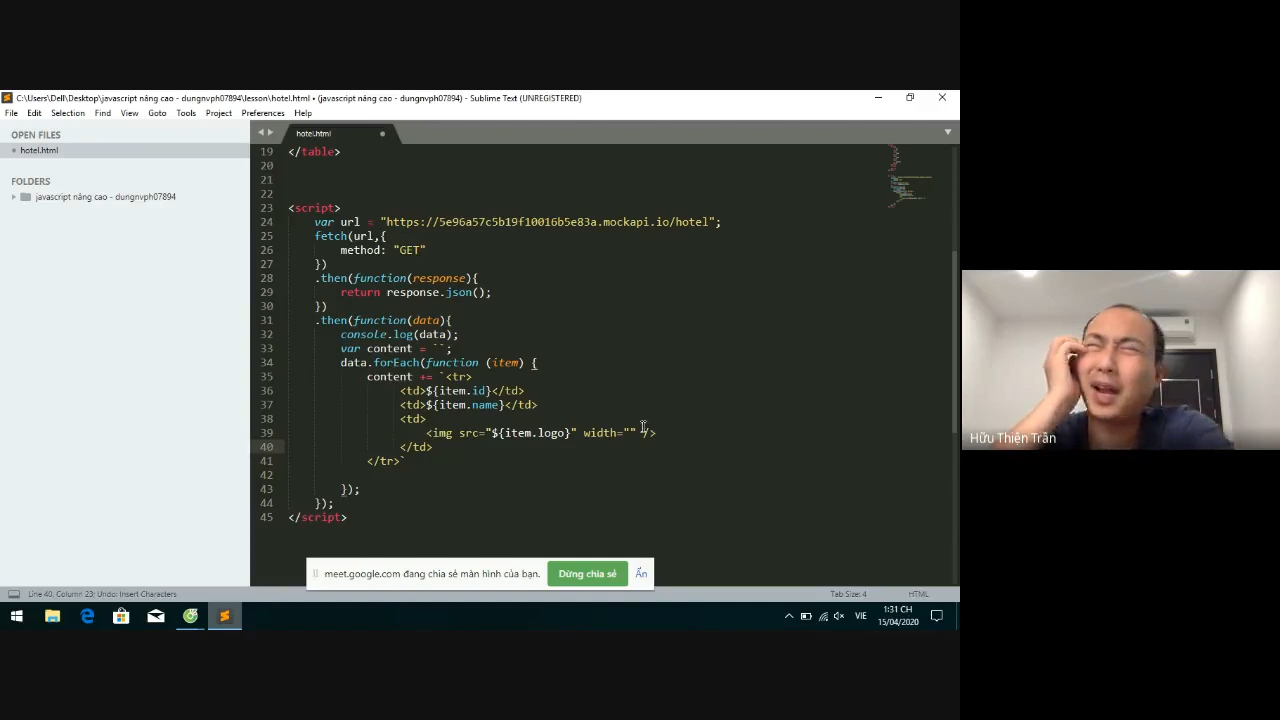 C:\Users\Dell\Desktop\javascript nâng cao - dungnvph07894\lesson\hotel.html • (javascript nâng cao - dungnvph07894) - Sublime Text (UNREGISTERED)
File Edit Selection Find View Goto Tools Project Preferences Help
OPEN FILES
hotel.html
FOLDERS
javascript nâng cao - dungnvph07894
hotel.html
19 </table>
20
21
22
23 <script>
24 var url = "https://5e96a57c5b19f10016b5e83a.mockapi.io/hotel";
25 fetch(url,{
26 method: "GET"
27 })
28 .then(function(response){
29 return response.json();
30 })
31 .then(function(data){
32 console.log(data);
33 var content = ``;
34 data.forEach(function (item) {
35 content += `<tr>
36 <td>${item.id}</td>
37 <td>${item.name}</td>
38 <td>
39 <img src="${item.logo}" width="" />
40 </td>
41 </tr>`
42
43 });
44 });
45 </script>
meet.google.com đang chia sẻ màn hình của bạn.
Dừng chia sẻ
Ẩn
Line 40, Column 23; Undo: Insert Characters
Tab Size: 4
HTML
VIE
1:31 CH
15/04/2020
Hữu Thiện Trần